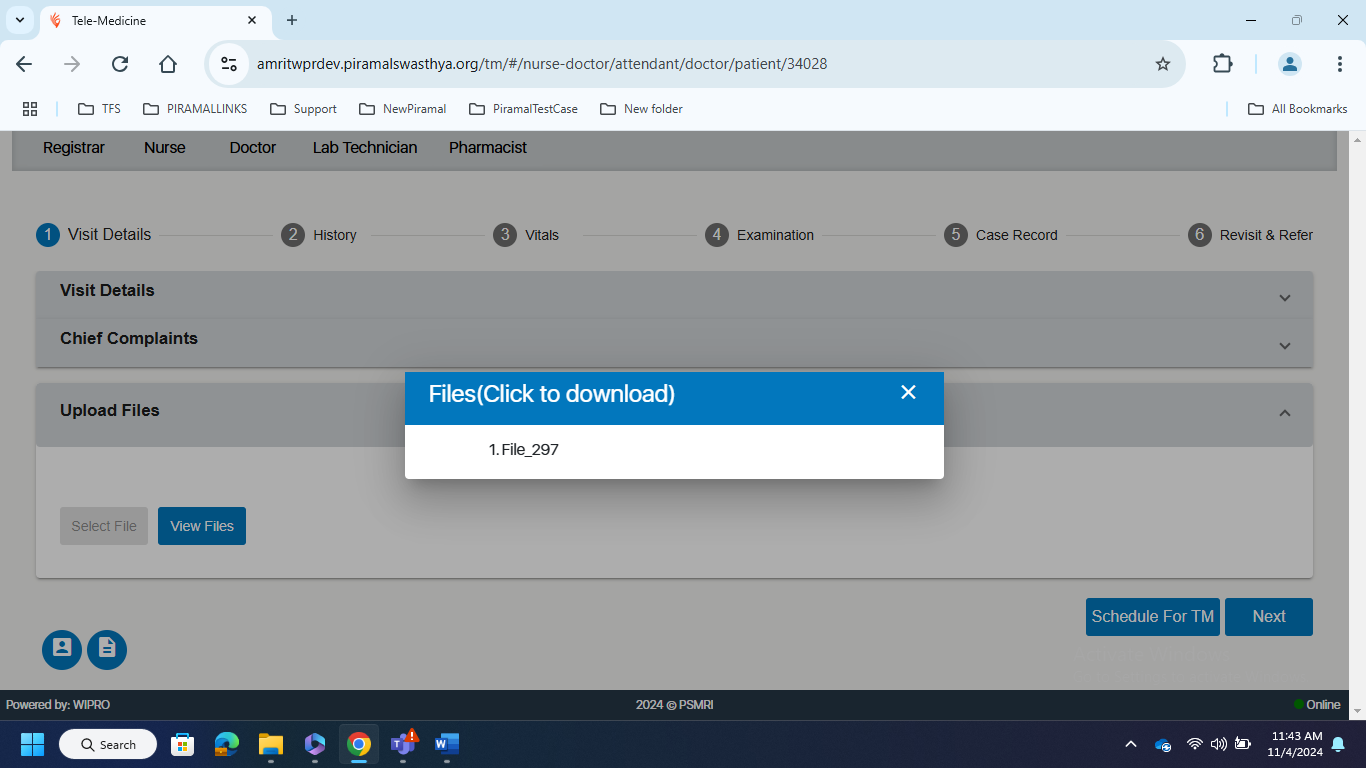 Tele-Medicine
amritwprdev.piramalswasthya.org/tm/#/nurse-doctor/attendant/doctor/patient/34028
TFS PIRAMALLINKS Support NewPiramal PiramalTestCase New folder All Bookmarks
Registrar Nurse Doctor Lab Technician Pharmacist
1 Visit Details 2 History 3 Vitals 4 Examination 5 Case Record 6 Revisit & Refer
Visit Details
Chief Complaints
Files(Click to download)
Upload Files
1. File_297
Select File View Files
Schedule For TM Next
Powered by: WIPRO 2024 © PSMRI Online
Search
11:43 AM
11/4/2024